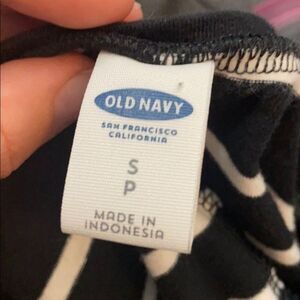 OLD NAVY
SAN FRANCISCO
CALIFORNIA
S
P
MADE IN
INDONESIA